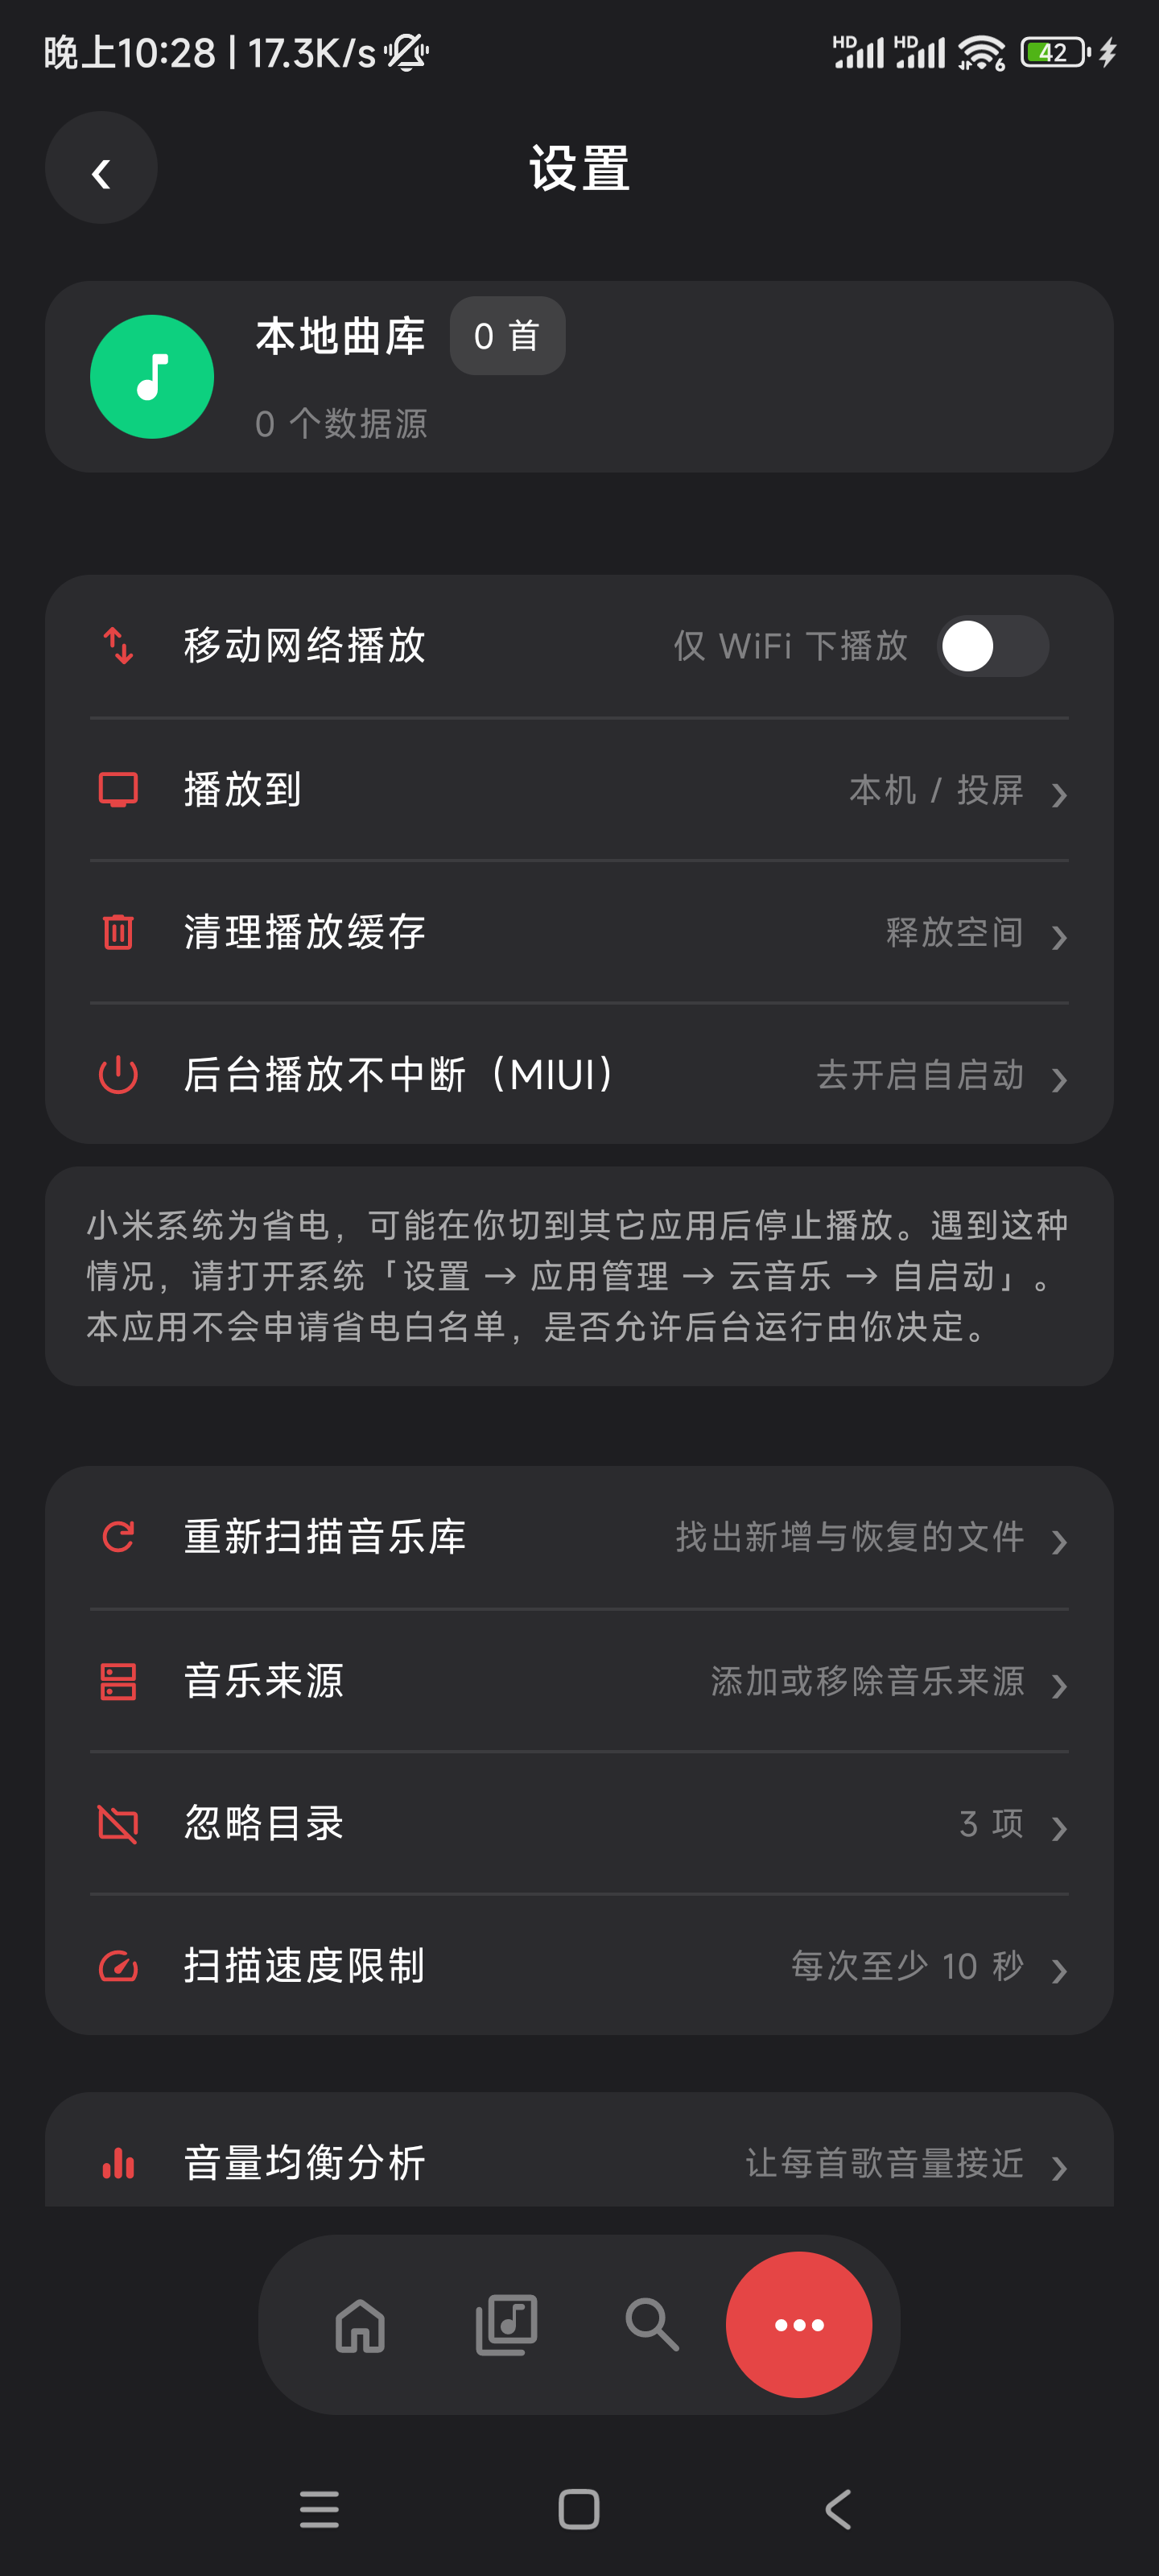 晚上10:28 | 17.3K/s
HD HD 6 42
设置
本地曲库 0 首
0 个数据源
移动网络播放 仅 WiFi 下播放
播放到 本机 / 投屏
清理播放缓存 释放空间
后台播放不中断（MIUI） 去开启自启动
小米系统为省电，可能在你切到其它应用后停止播放。遇到这种
情况，请打开系统「设置 → 应用管理 → 云音乐 → 自启动」。
本应用不会申请省电白名单，是否允许后台运行由你决定。
重新扫描音乐库 找出新增与恢复的文件
音乐来源 添加或移除音乐来源
忽略目录 3 项
扫描速度限制 每次至少 10 秒
音量均衡分析 让每首歌音量接近